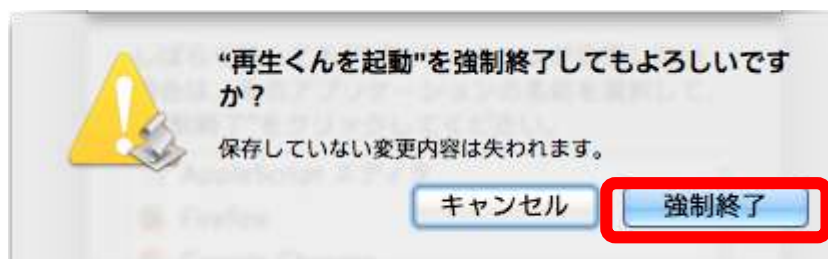 “再生くんを起動"を強制終了してもよろしいです
か？
保存していない変更内容は失われます。
キャンセル 強制終了
Firefox